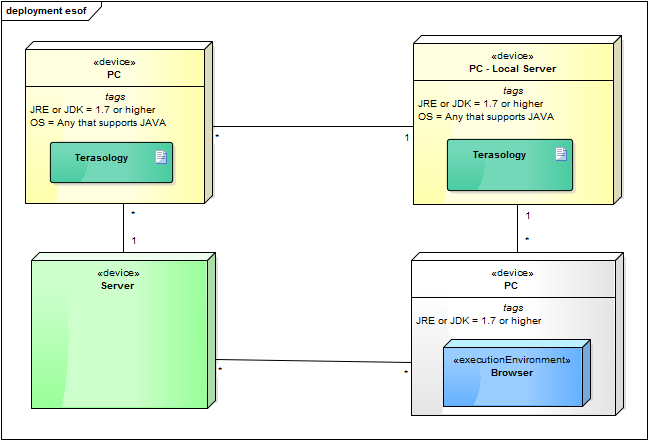 deployment esof
«device»
PC
tags
JRE or JDK = 1.7 or higher
OS = Any that supports JAVA
Terasology
«device»
PC - Local Server
tags
JRE or JDK = 1.7 or higher
OS = Any that supports JAVA
Terasology
*
1
*
1
1
*
«device»
Server
«device»
PC
tags
JRE or JDK = 1.7 or higher
«executionEnvironment»
Browser
*
*